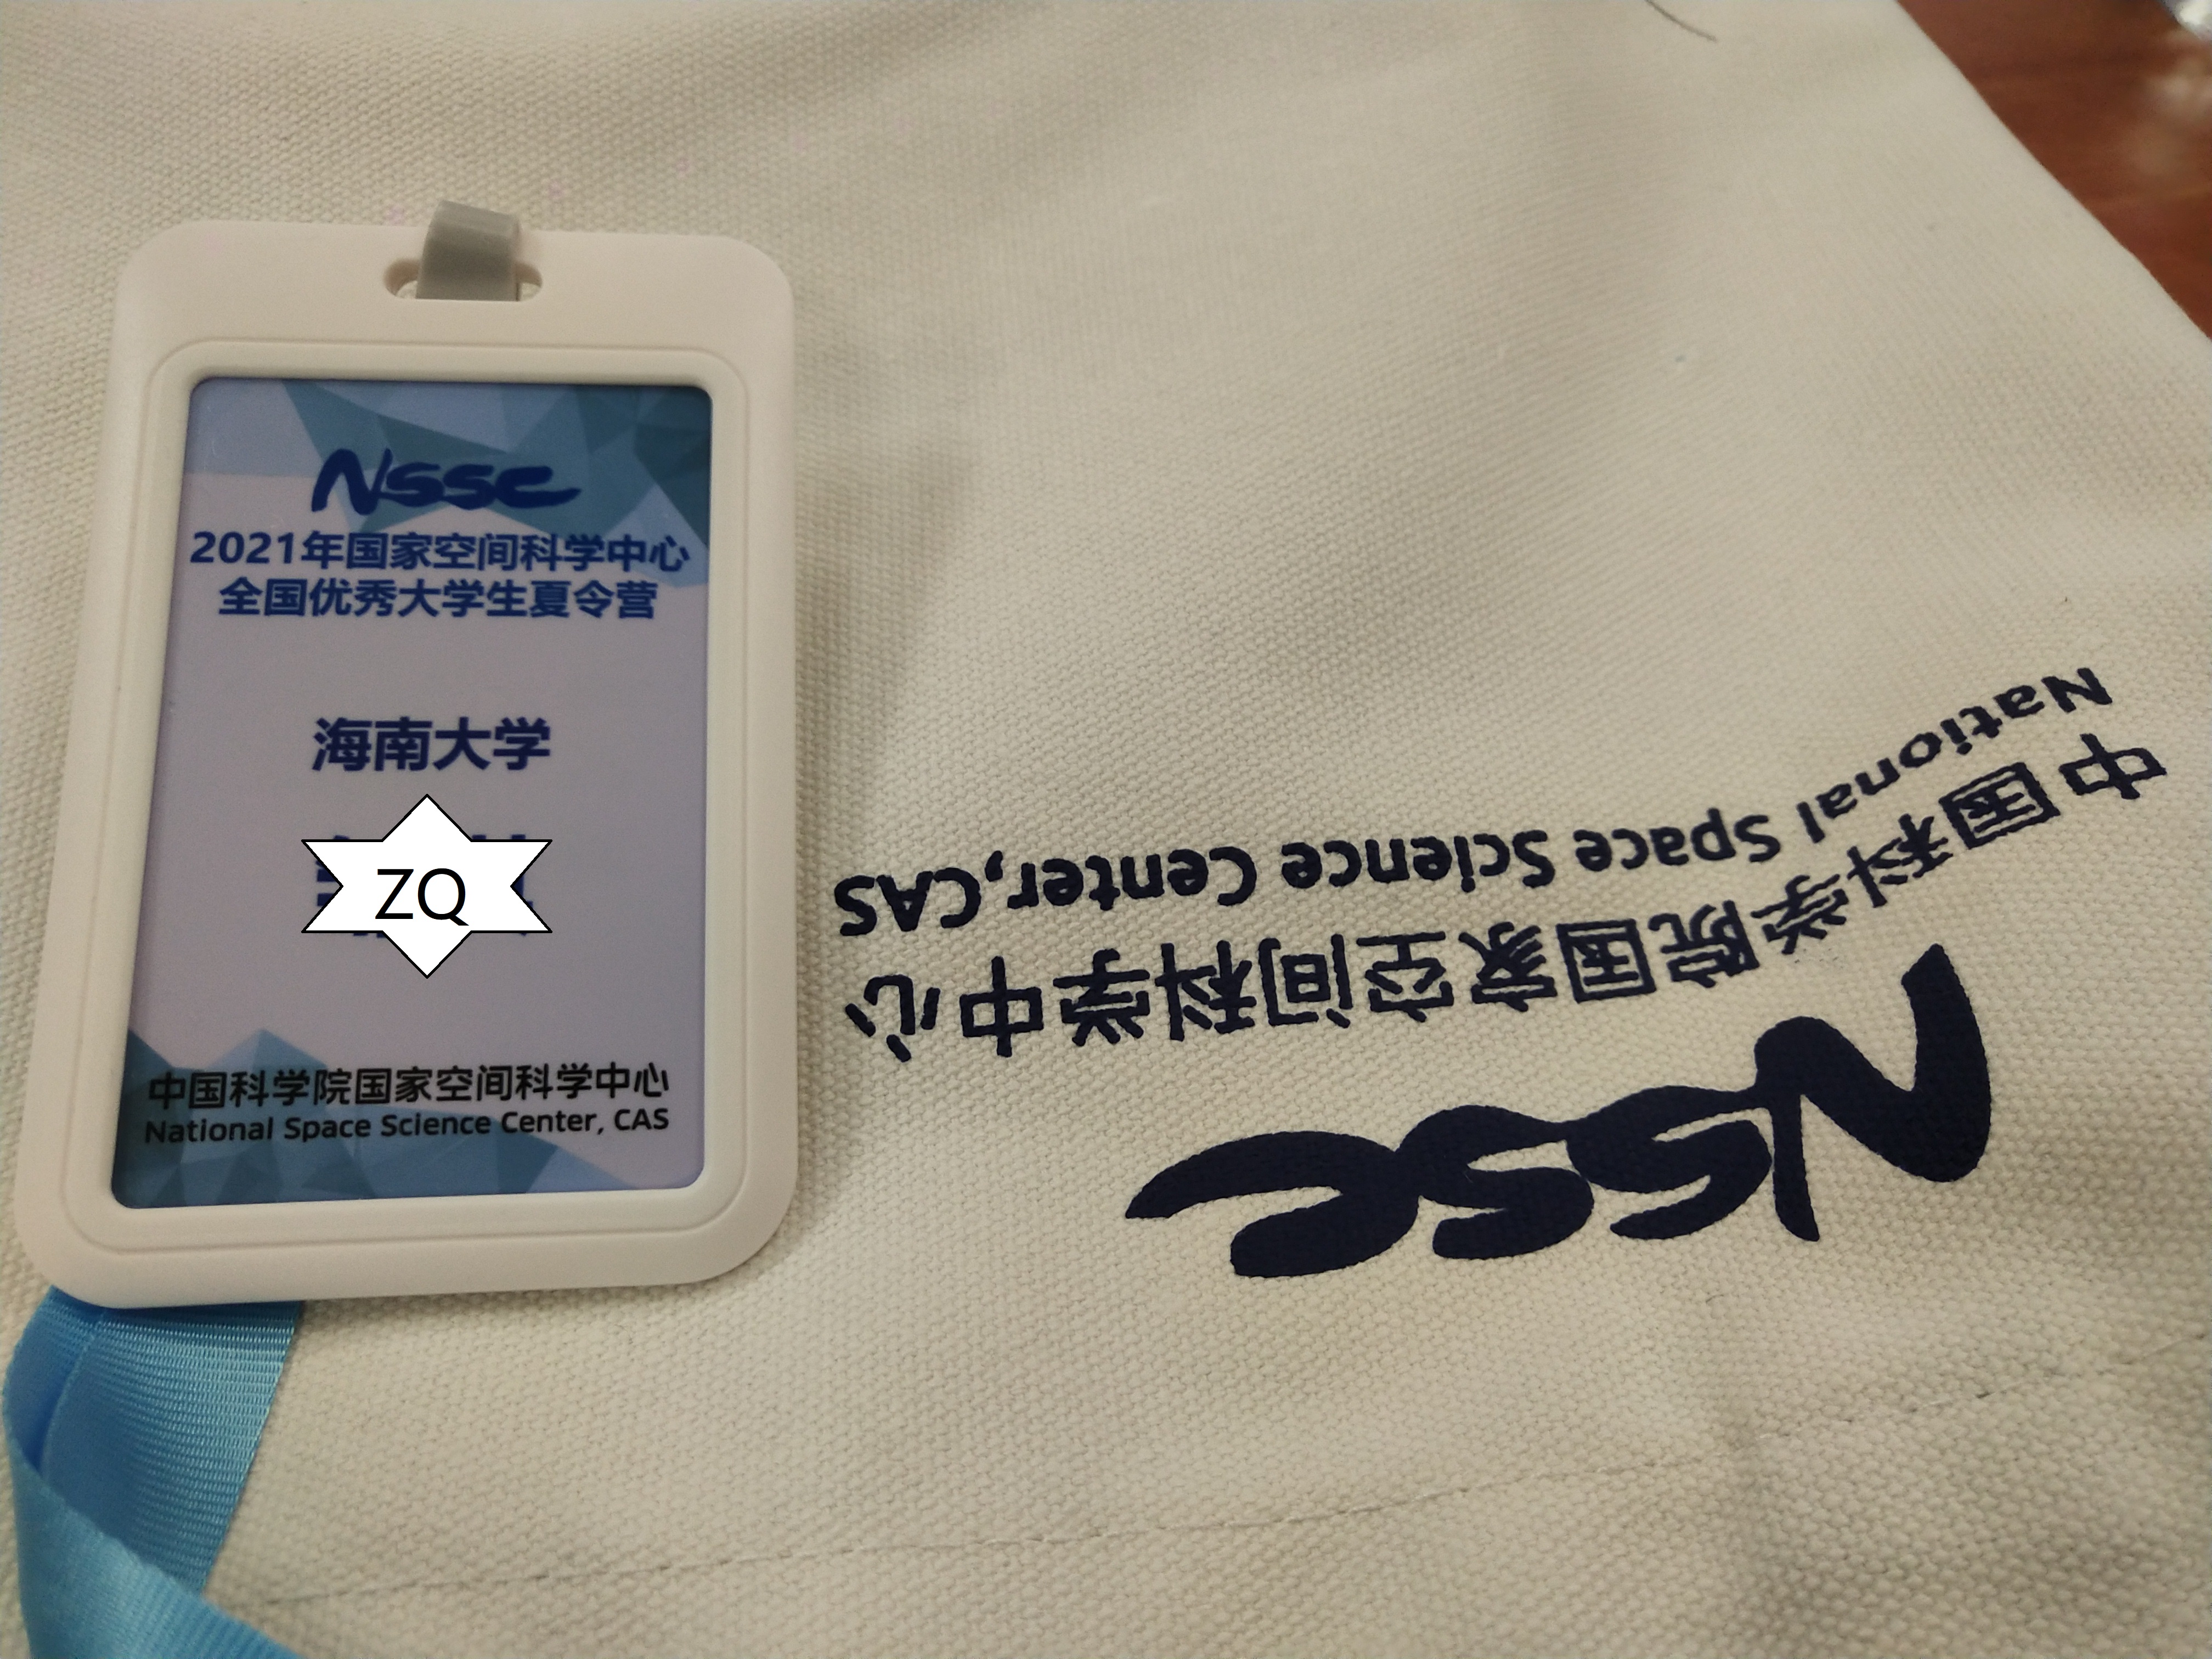 NSSC
2021年国家空间科学中心
全国优秀大学生夏令营
海南大学
ZQ
中国科学院国家空间科学中心
National Space Science Center, CAS
NSSC
中国科学院国家空间科学中心
National Space Science Center,CAS